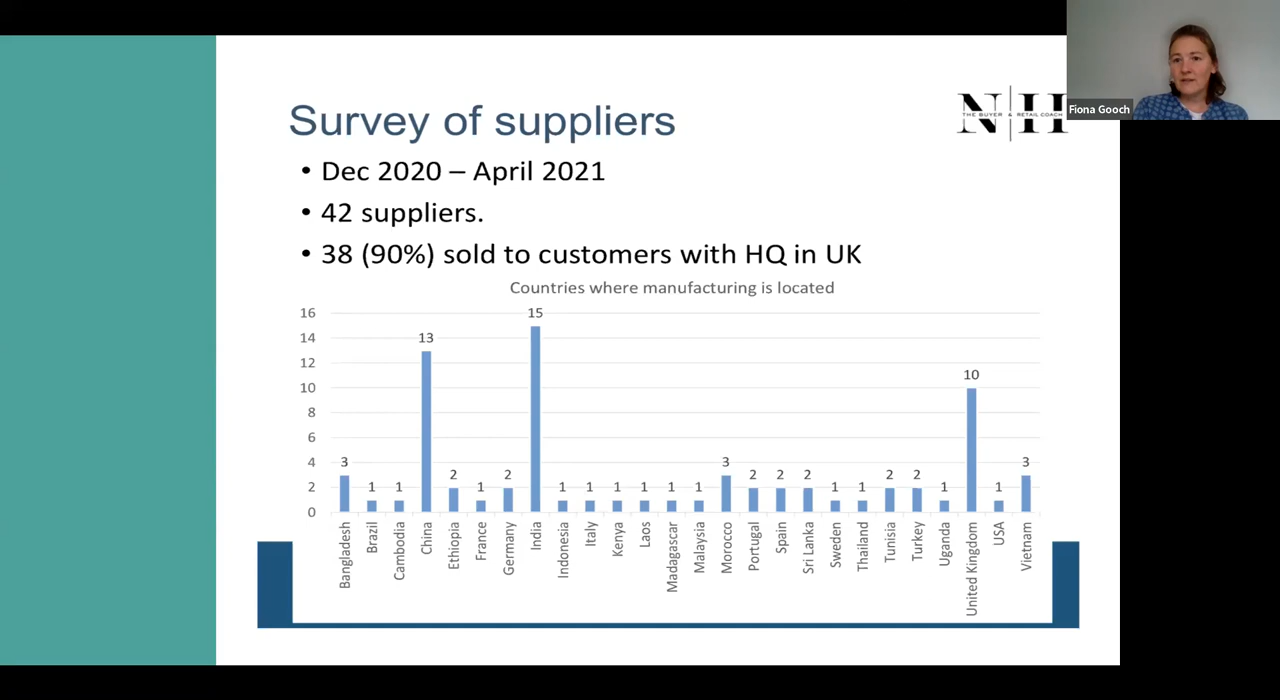 Survey of suppliers
N|H
THE BUYER & RETAIL COACH
Fiona Gooch
• Dec 2020 – April 2021
• 42 suppliers.
• 38 (90%) sold to customers with HQ in UK
Countries where manufacturing is located
16
14
12
10
8
6
4
2
0
3
1
1
13
2
1
2
15
1
1
1
1
1
1
3
2
2
2
1
1
2
2
1
10
1
3
Bangladesh
Brazil
Cambodia
China
Ethiopia
France
Germany
India
Indonesia
Italy
Kenya
Laos
Madagascar
Malaysia
Morocco
Portugal
Spain
Sri Lanka
Sweden
Thailand
Tunisia
Turkey
Uganda
United Kingdom
USA
Vietnam